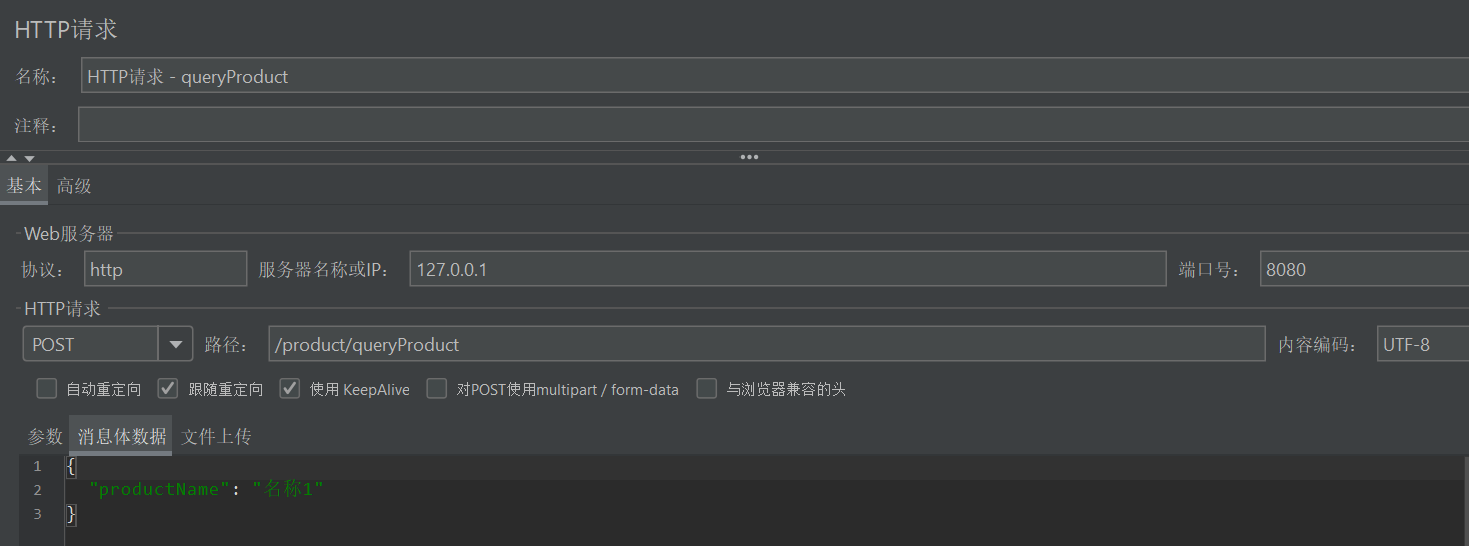 HTTP请求
名称： HTTP请求 - queryProduct
注释：
基本 高级
Web服务器
协议： http 服务器名称或IP： 127.0.0.1 端口号： 8080
HTTP请求
POST 路径： /product/queryProduct 内容编码： UTF-8
自动重定向 跟随重定向 使用 KeepAlive 对POST使用multipart / form-data 与浏览器兼容的头
参数 消息体数据 文件上传
1 {
2 "productName": "名称1"
3 }